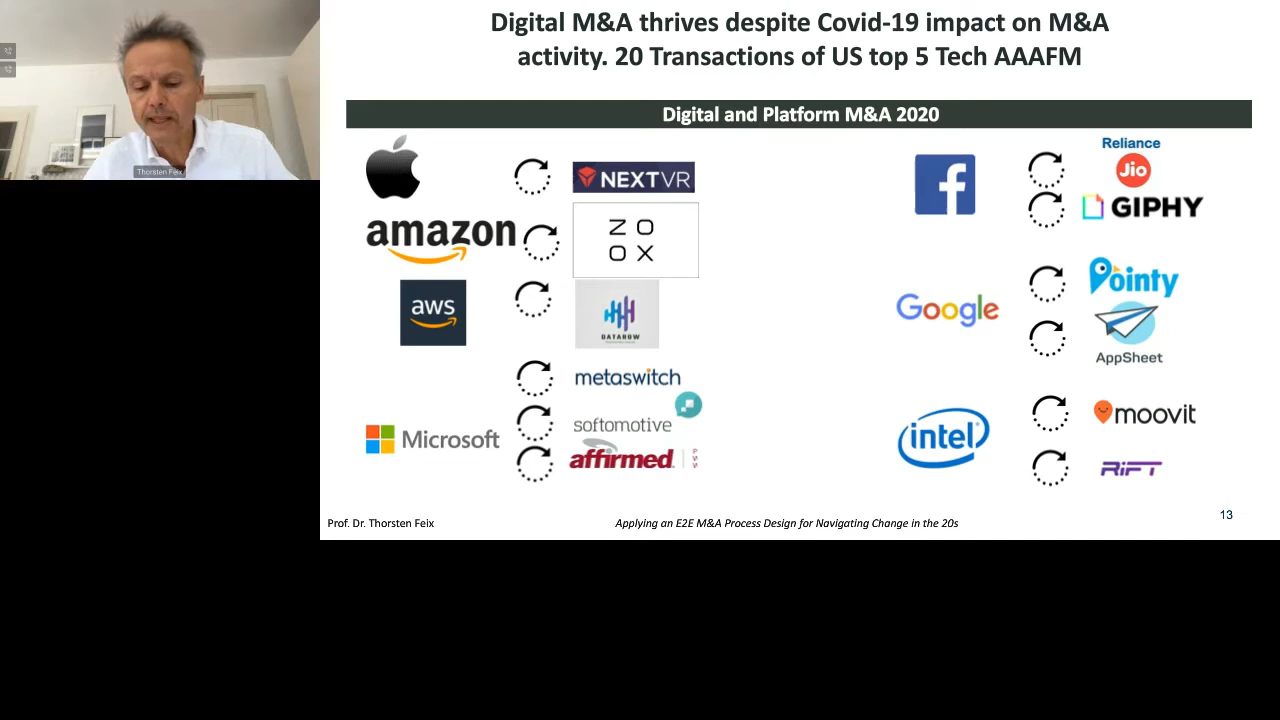 Digital M&A thrives despite Covid-19 impact on M&A
activity. 20 Transactions of US top 5 Tech AAAFM
Digital and Platform M&A 2020
Thorsten Feix
NEXTVR
amazon
ZO
OX
aws
DATAROW
metaswitch
Microsoft
softomotive
affirmed
Reliance
Jio
GIPHY
Google
Pointy
AppSheet
intel
moovit
RiFT
Prof. Dr. Thorsten Feix
Applying an E2E M&A Process Design for Navigating Change in the 20s
13